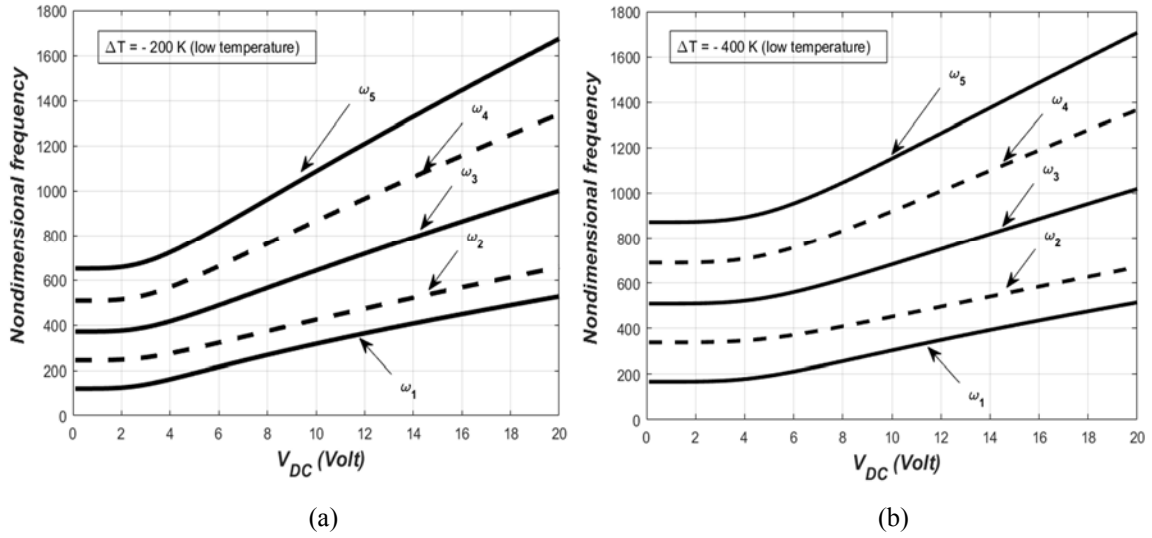 ΔT = - 200 K (low temperature)
Nondimensional frequency
1800
1600
1400
1200
1000
800
600
400
200
0
ω5
ω4
ω3
ω2
ω1
0 2 4 6 8 10 12 14 16 18 20
VDC (Volt)
(a)
ΔT = - 400 K (low temperature)
Nondimensional frequency
1800
1600
1400
1200
1000
800
600
400
200
0
ω5
ω4
ω3
ω2
ω1
0 2 4 6 8 10 12 14 16 18 20
VDC (Volt)
(b)